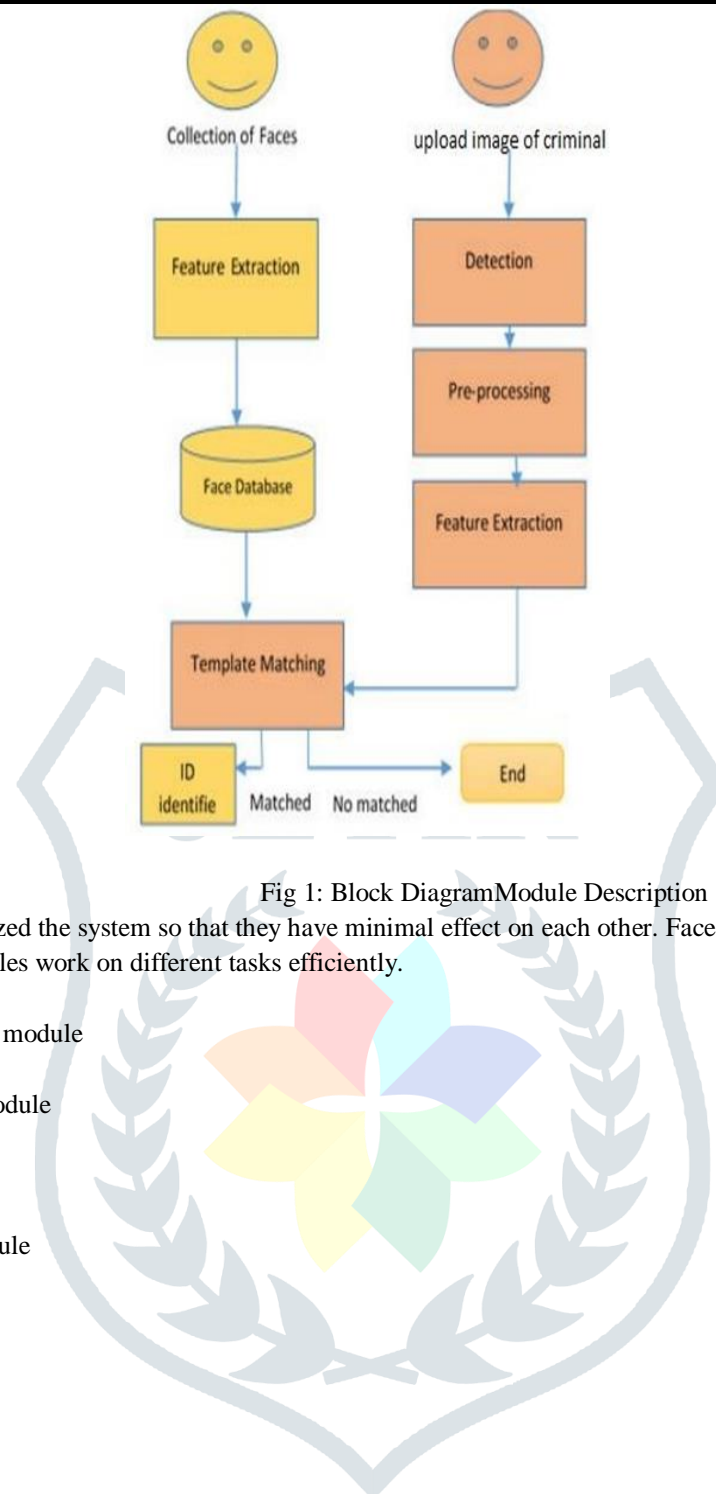 Collection of Faces
upload image of criminal
Feature Extraction
Detection
Pre-processing
Face Database
Feature Extraction
Template Matching
ID
identifie
Matched
No matched
End
Fig 1: Block DiagramModule Description
zed the system so that they have minimal effect on each other. Face
les work on different tasks efficiently.
module
odule
ule